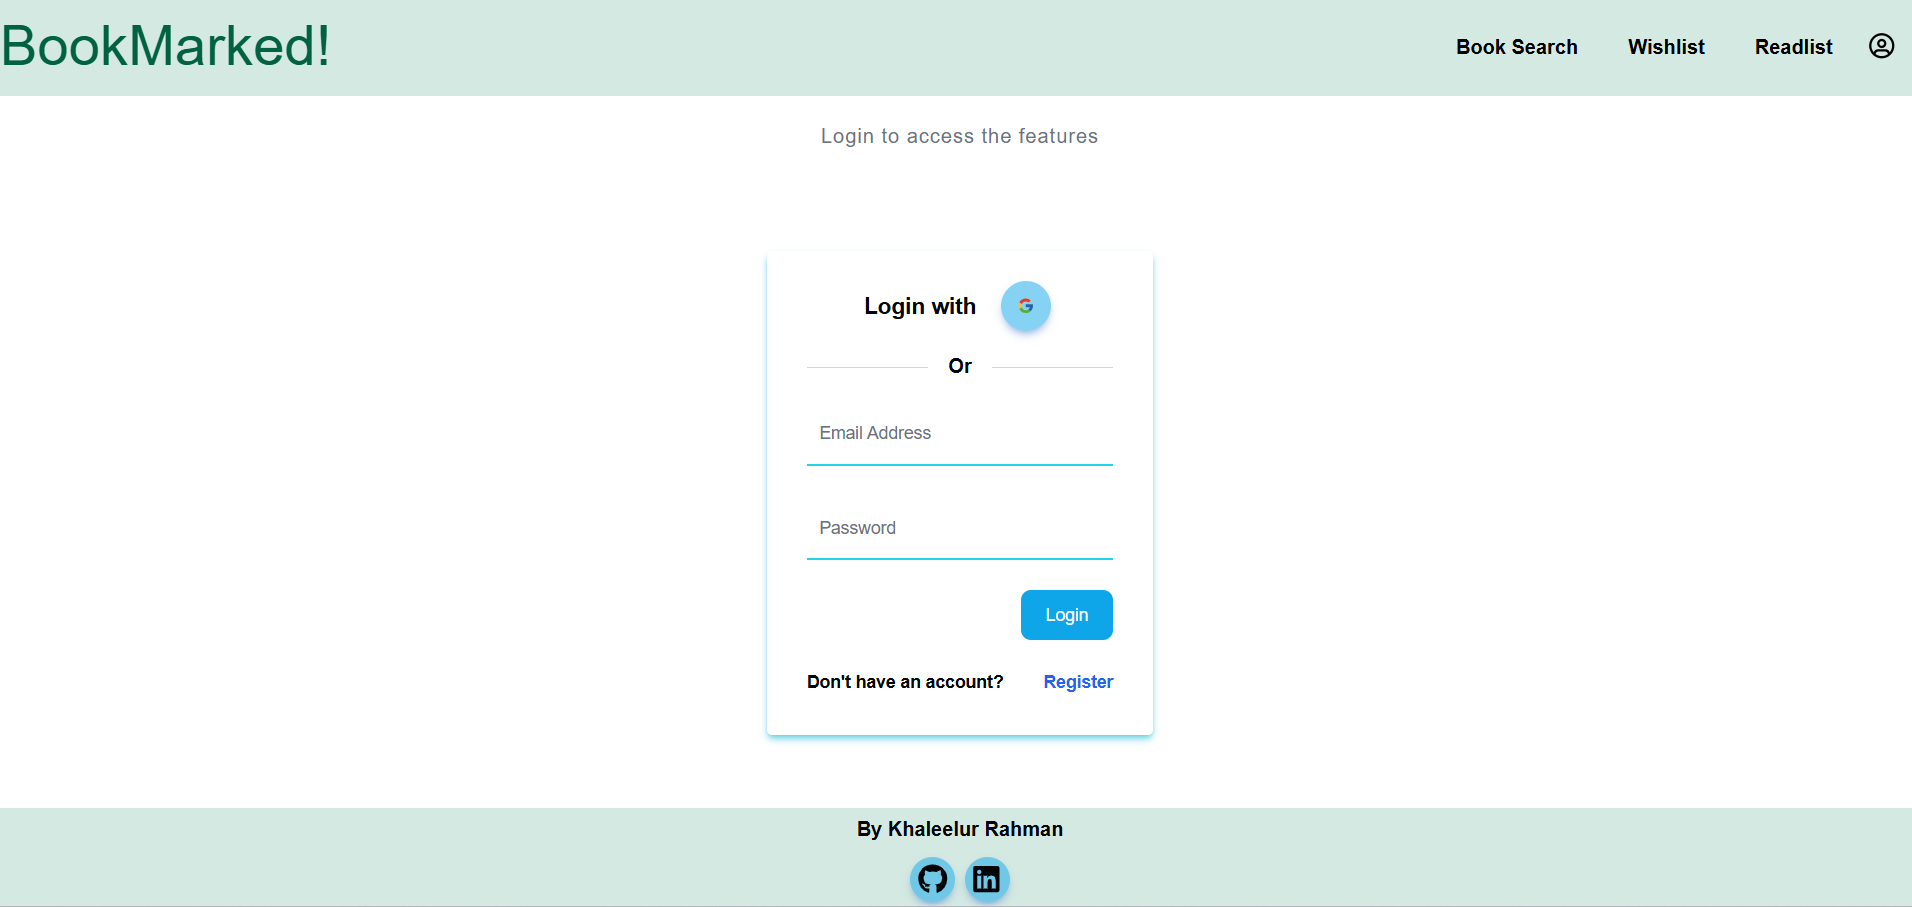 BookMarked!
Book Search Wishlist Readlist
Login to access the features
Login with G
Or
Email Address
Password
Login
Don't have an account? Register
By Khaleelur Rahman
in